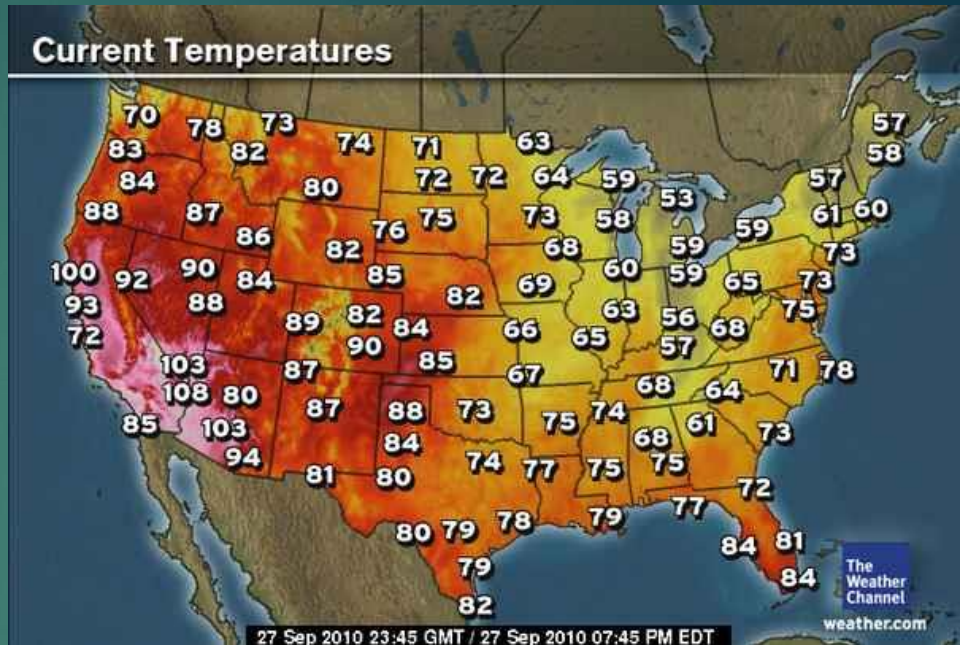 Current Temperatures
70 78 73 74 71 63 57
83 82 72 72 64 59 58
84 80 53 57
88 87 76 75 73 58 59 61 60
86 82 68 59 73
100 92 90 84 85 82 69 60 59 65 73
93 88 89 82 84 66 63 56 68 75
72 90 65 57
103 87 85 67 71 78
108 80 87 88 73 75 74 68 64
85 103 84 68 61 73
94 81 80 74 77 75 75 72
80 79 78 79 77
79 84 81
82 84
The
Weather
Channel
weather.com
27 Sep 2010 23:45 GMT / 27 Sep 2010 07:45 PM EDT